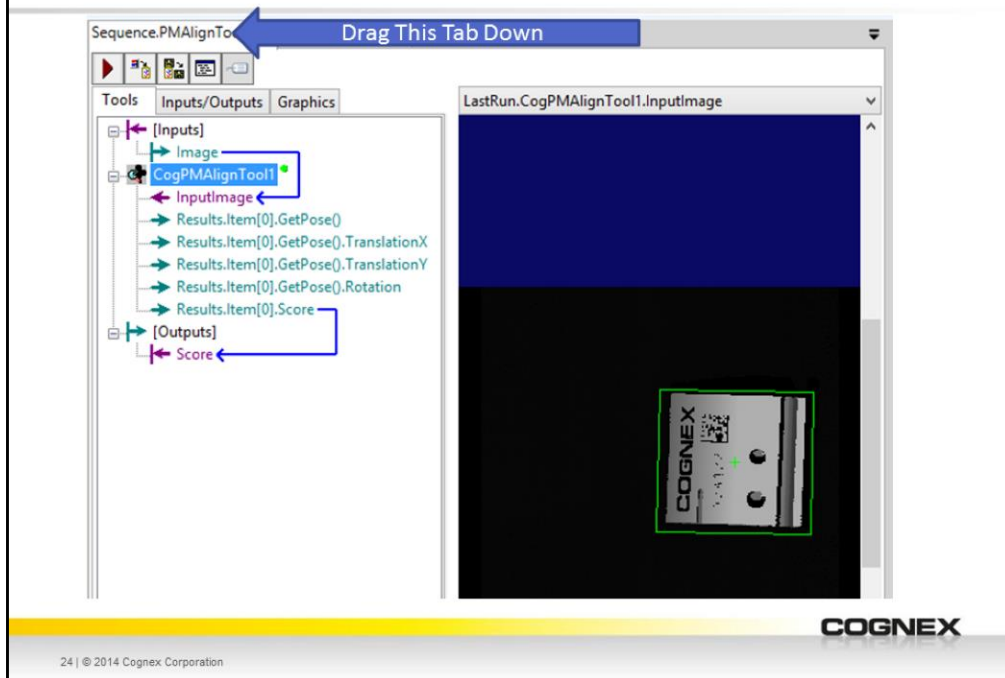 Sequence.PMAlignTo
Drag This Tab Down
Tools
Inputs/Outputs
Graphics
LastRun.CogPMAlignTool1.InputImage
[Inputs]
Image
CogPMAlignTool1
InputImage
Results.Item[0].GetPose()
Results.Item[0].GetPose().TranslationX
Results.Item[0].GetPose().TranslationY
Results.Item[0].GetPose().Rotation
Results.Item[0].Score
[Outputs]
Score
COGNEX
COGNEX
24 | © 2014 Cognex Corporation